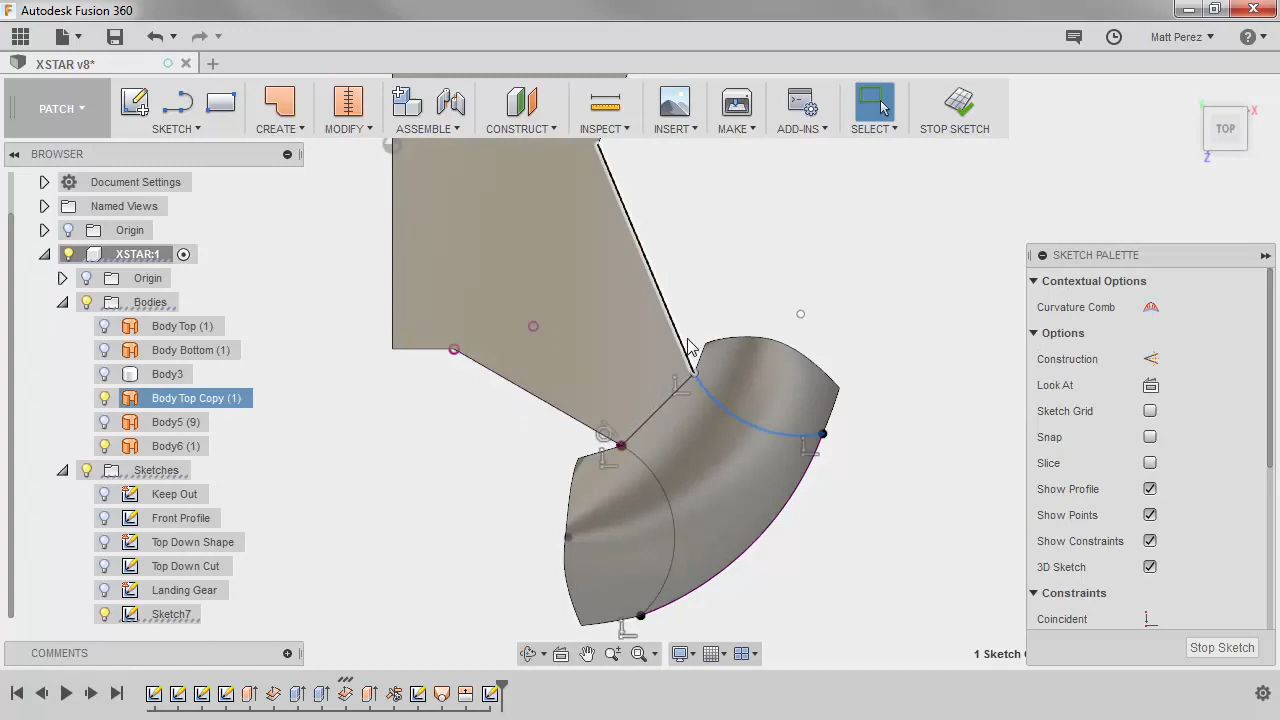 Autodesk Fusion 360
Matt Perez
XSTAR v8*
PATCH
SKETCH
CREATE
MODIFY
ASSEMBLE
CONSTRUCT
INSPECT
INSERT
MAKE
ADD-INS
SELECT
STOP SKETCH
TOP
X
Z
BROWSER
Document Settings
Named Views
Origin
XSTAR:1
Origin
Bodies
Body Top (1)
Body Bottom (1)
Body3
Body Top Copy (1)
Body5 (9)
Body6 (1)
Sketches
Keep Out
Front Profile
Top Down Shape
Top Down Cut
Landing Gear
Sketch7
COMMENTS
SKETCH PALETTE
Contextual Options
Curvature Comb
Options
Construction
Look At
Sketch Grid
Snap
Slice
Show Profile
Show Points
Show Constraints
3D Sketch
Constraints
Coincident
1 Sketch
Stop Sketch